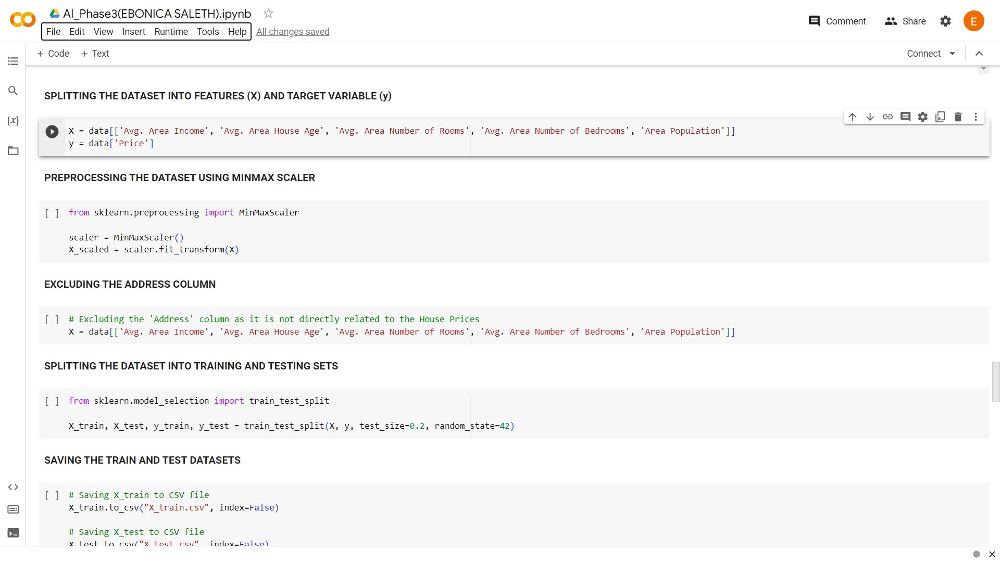 AI_Phase3(EBONICA SALETH).ipynb
File Edit View Insert Runtime Tools Help All changes saved
Comment Share E
+ Code + Text Connect
SPLITTING THE DATASET INTO FEATURES (X) AND TARGET VARIABLE (y)
X = data[['Avg. Area Income', 'Avg. Area House Age', 'Avg. Area Number of Rooms', 'Avg. Area Number of Bedrooms', 'Area Population']]
y = data['Price']
PREPROCESSING THE DATASET USING MINMAX SCALER
[ ] from sklearn.preprocessing import MinMaxScaler
scaler = MinMaxScaler()
X_scaled = scaler.fit_transform(X)
EXCLUDING THE ADDRESS COLUMN
[ ] # Excluding the 'Address' column as it is not directly related to the House Prices
X = data[['Avg. Area Income', 'Avg. Area House Age', 'Avg. Area Number of Rooms', 'Avg. Area Number of Bedrooms', 'Area Population']]
SPLITTING THE DATASET INTO TRAINING AND TESTING SETS
[ ] from sklearn.model_selection import train_test_split
X_train, X_test, y_train, y_test = train_test_split(X, y, test_size=0.2, random_state=42)
SAVING THE TRAIN AND TEST DATASETS
[ ] # Saving X_train to CSV file
X_train.to_csv("X_train.csv", index=False)
# Saving X_test to CSV file
X_test.to_csv("X_test.csv", index=False)